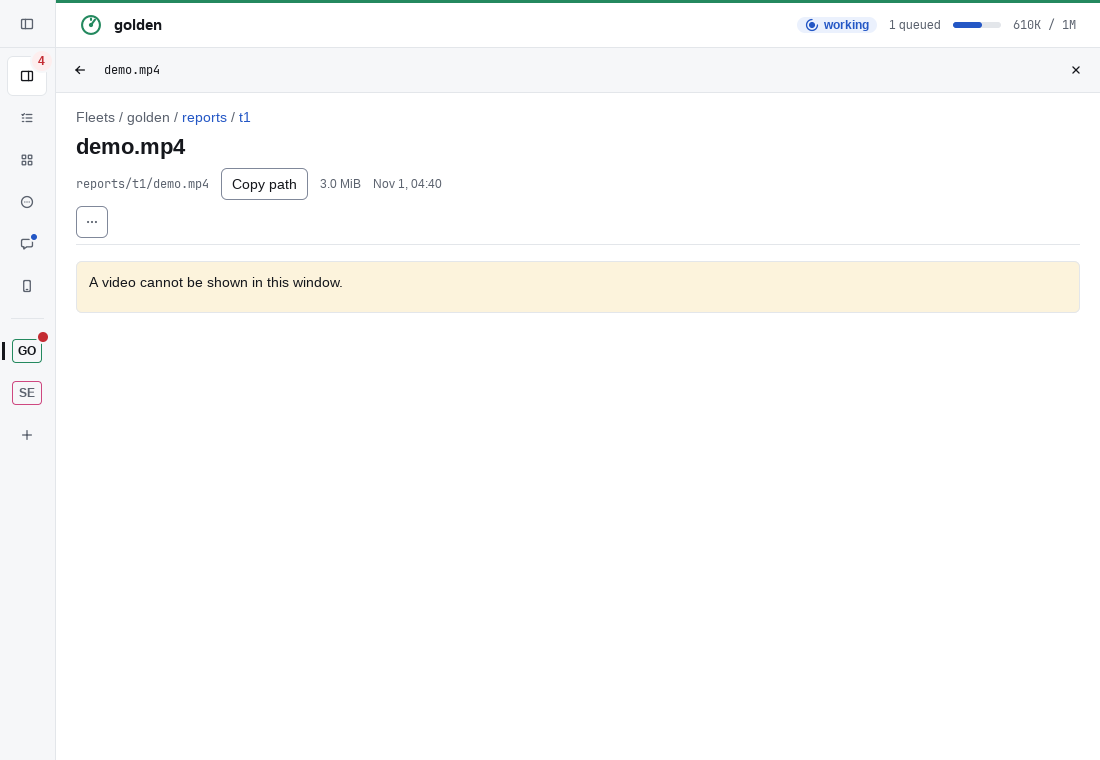 golden
working
1 queued
610K / 1M
4
demo.mp4
Fleets / golden / reports / t1
demo.mp4
reports/t1/demo.mp4
Copy path
3.0 MiB
Nov 1, 04:40
A video cannot be shown in this window.
GO
SE